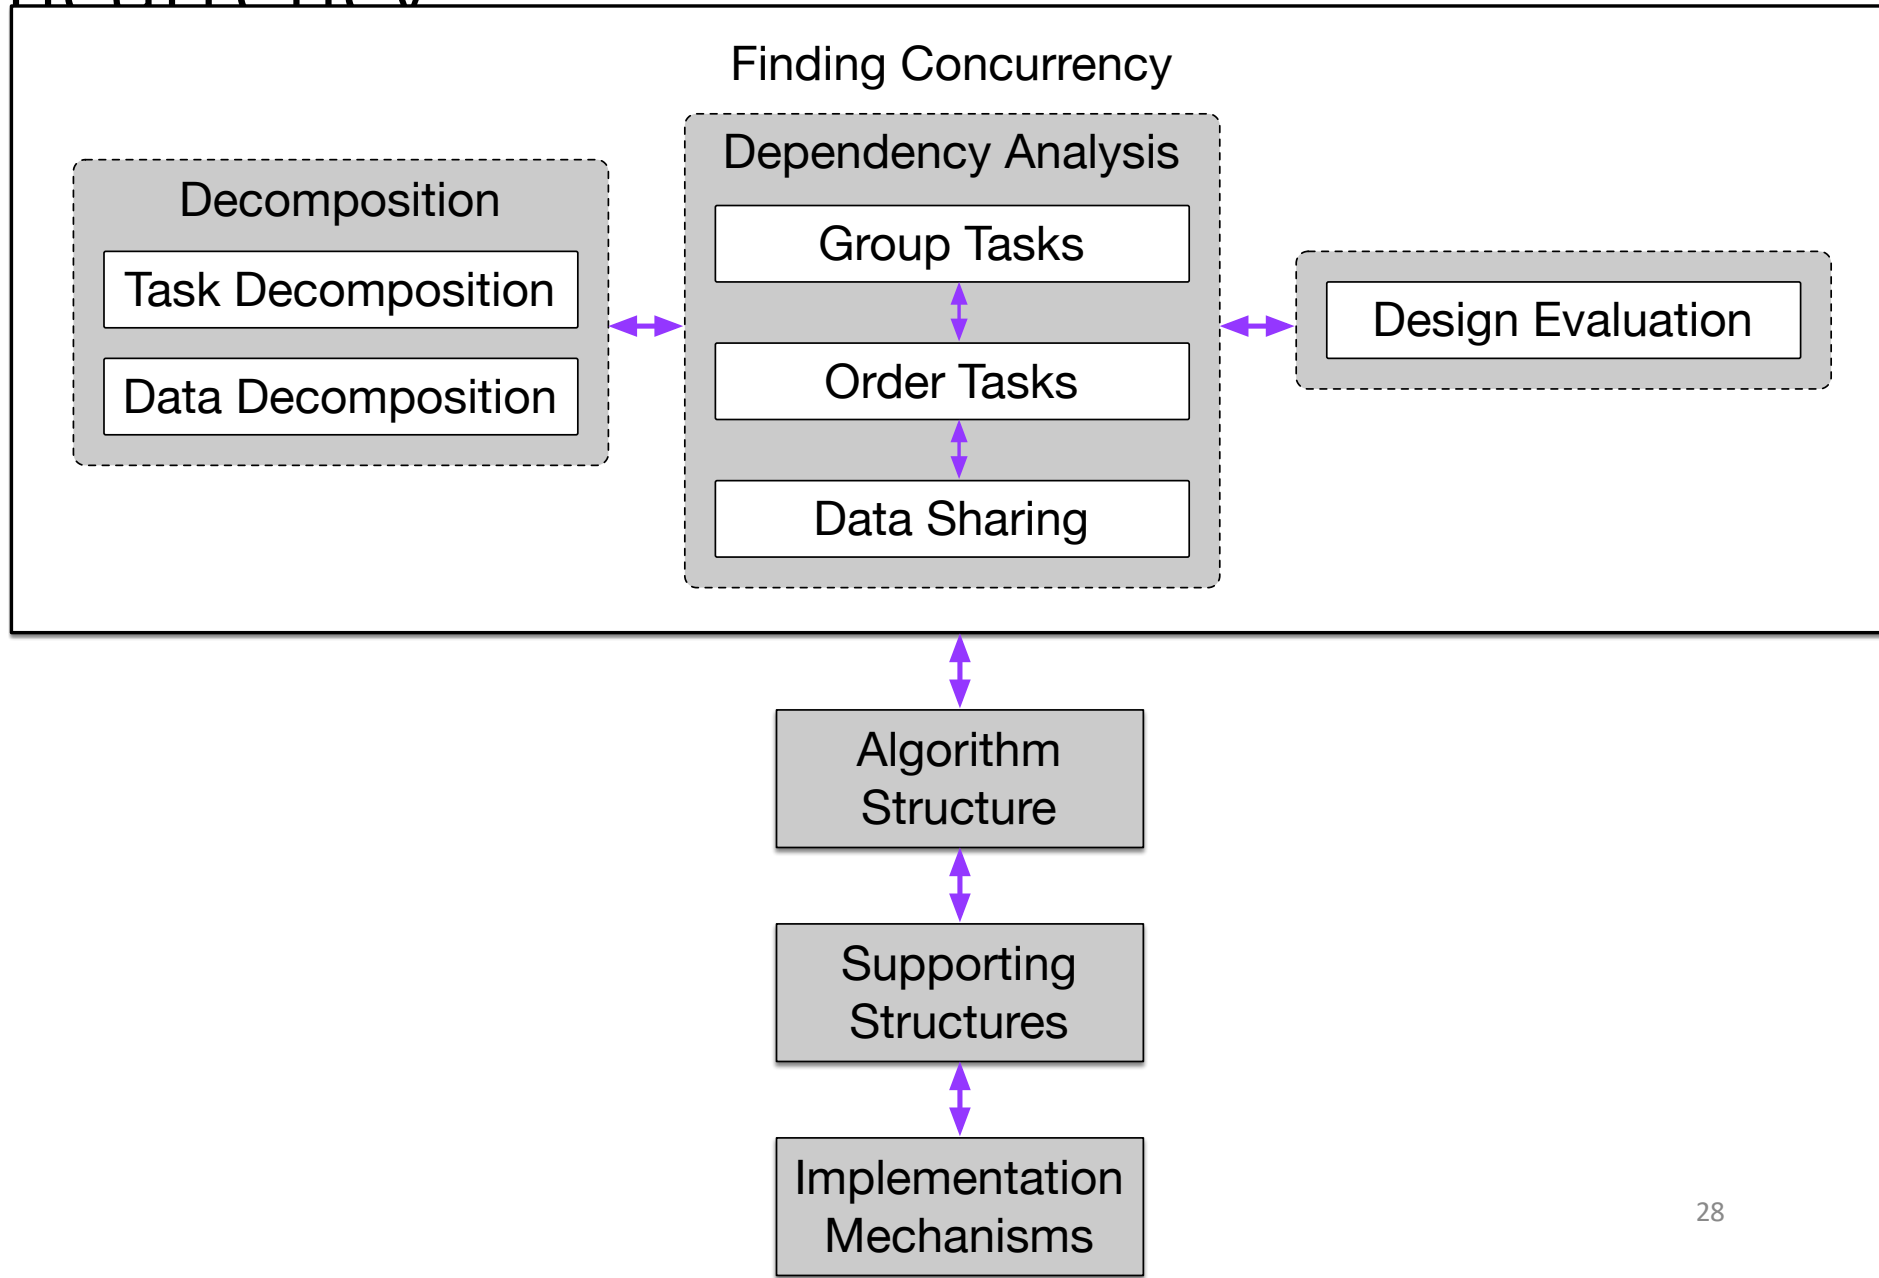 Finding Concurrency
Decomposition
Task Decomposition
Data Decomposition
Dependency Analysis
Group Tasks
Order Tasks
Data Sharing
Design Evaluation
Algorithm
Structure
Supporting
Structures
Implementation
Mechanisms
28